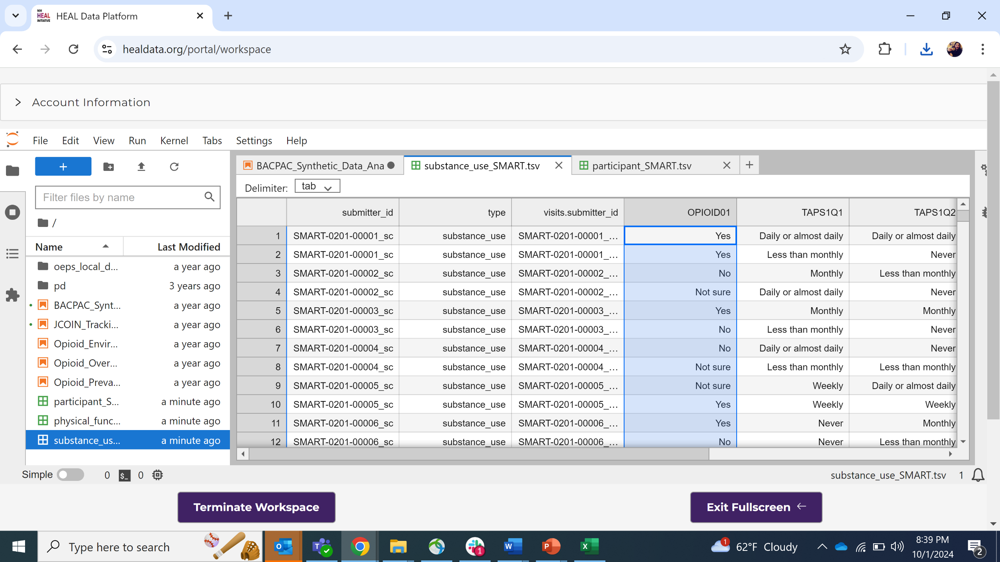 NIH HEAL INITIATIVE HEAL Data Platform
healdata.org/portal/workspace
Account Information
File Edit View Run Kernel Tabs Settings Help
BACPAC_Synthetic_Data_Ana substance_use_SMART.tsv participant_SMART.tsv
Delimiter: tab
Filter files by name
/
Name Last Modified
oeps_local_d... a year ago
pd 3 years ago
BACPAC_Synt... a year ago
JCOIN_Tracki... a year ago
Opioid_Envir... a year ago
Opioid_Over... a year ago
Opioid_Preva... a year ago
participant_S... a minute ago
physical_func... a minute ago
substance_us... a minute ago
submitter_id type visits.submitter_id OPIOID01 TAPS1Q1 TAPS1Q2
1 SMART-0201-00001_sc substance_use SMART-0201-00001_... Yes Daily or almost daily Daily or almost daily
2 SMART-0201-00001_sc substance_use SMART-0201-00001_... Yes Less than monthly Never
3 SMART-0201-00002_sc substance_use SMART-0201-00002_... No Monthly Less than monthly
4 SMART-0201-00002_sc substance_use SMART-0201-00002_... Not sure Daily or almost daily Never
5 SMART-0201-00003_sc substance_use SMART-0201-00003_... Yes Monthly Monthly
6 SMART-0201-00003_sc substance_use SMART-0201-00003_... No Less than monthly Never
7 SMART-0201-00004_sc substance_use SMART-0201-00004_... No Daily or almost daily Never
8 SMART-0201-00004_sc substance_use SMART-0201-00004_... Not sure Less than monthly Less than monthly
9 SMART-0201-00005_sc substance_use SMART-0201-00005_... Not sure Weekly Daily or almost daily
10 SMART-0201-00005_sc substance_use SMART-0201-00005_... Yes Weekly Weekly
11 SMART-0201-00006_sc substance_use SMART-0201-00006_... Yes Never Monthly
12 SMART-0201-00006_sc substance_use SMART-0201-00006_... No Never Less than monthly
Simple 0 $_ 0 substance_use_SMART.tsv 1
Terminate Workspace Exit Fullscreen
Type here to search 1 1 62°F Cloudy 8:39 PM
10/1/2024 2